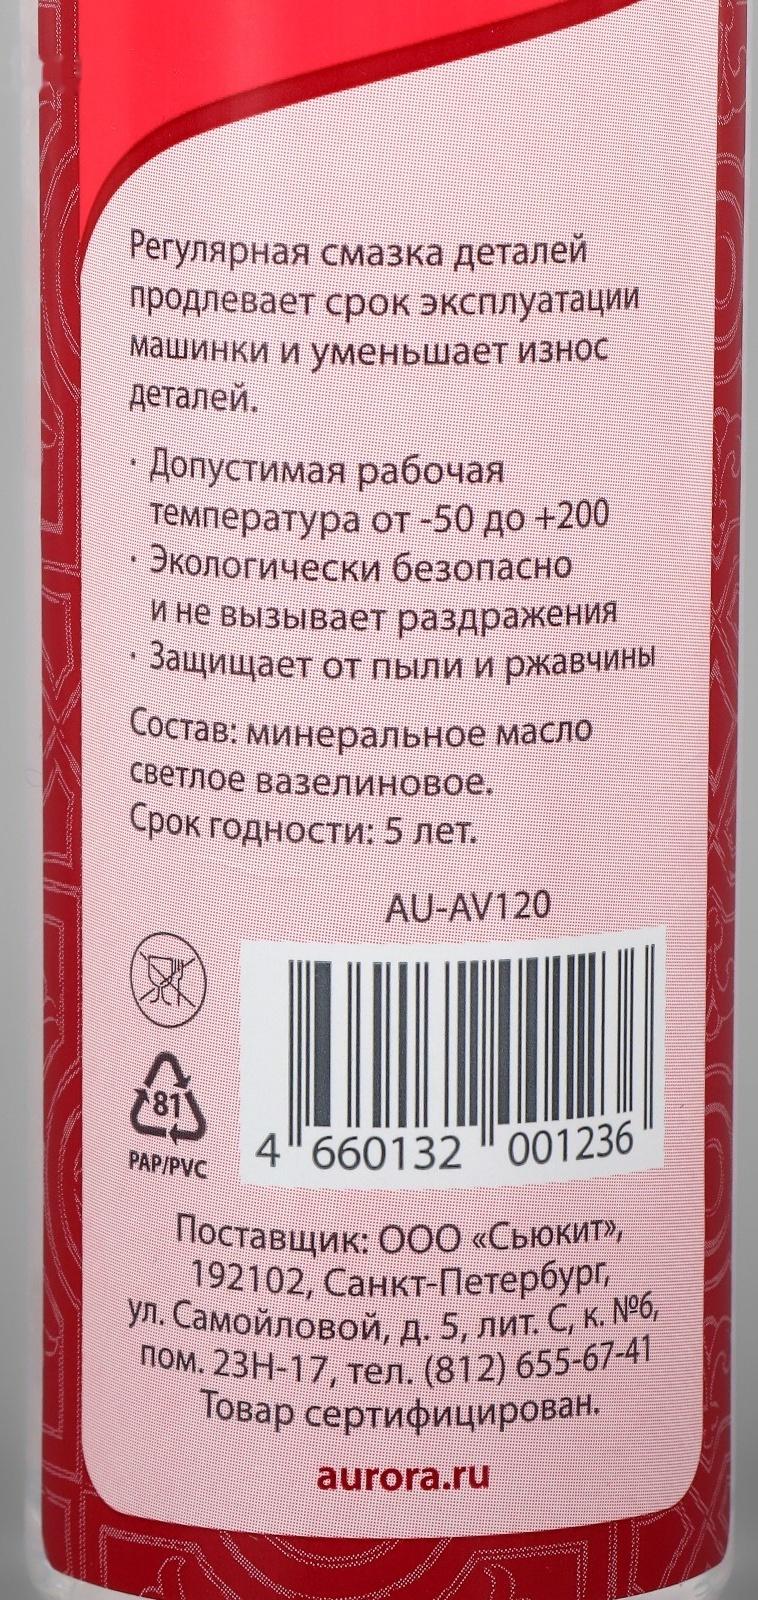 Регулярная смазка деталей
продлевает срок эксплуатации
машинки и уменьшает износ
деталей.
· Допустимая рабочая
температура от -50 до +200
· Экологически безопасно
и не вызывает раздражения
· Защищает от пыли и ржавчины
Состав: минеральное масло
светлое вазелиновое.
Срок годности: 5 лет.
AU-AV120
81
PAP/PVC
4 660132 001236
Поставщик: ООО «Сьюкит»,
192102, Санкт-Петербург,
ул. Самойловой, д. 5, лит. С, к. №6,
пом. 23Н-17, тел. (812) 655-67-41
Товар сертифицирован.
aurora.ru